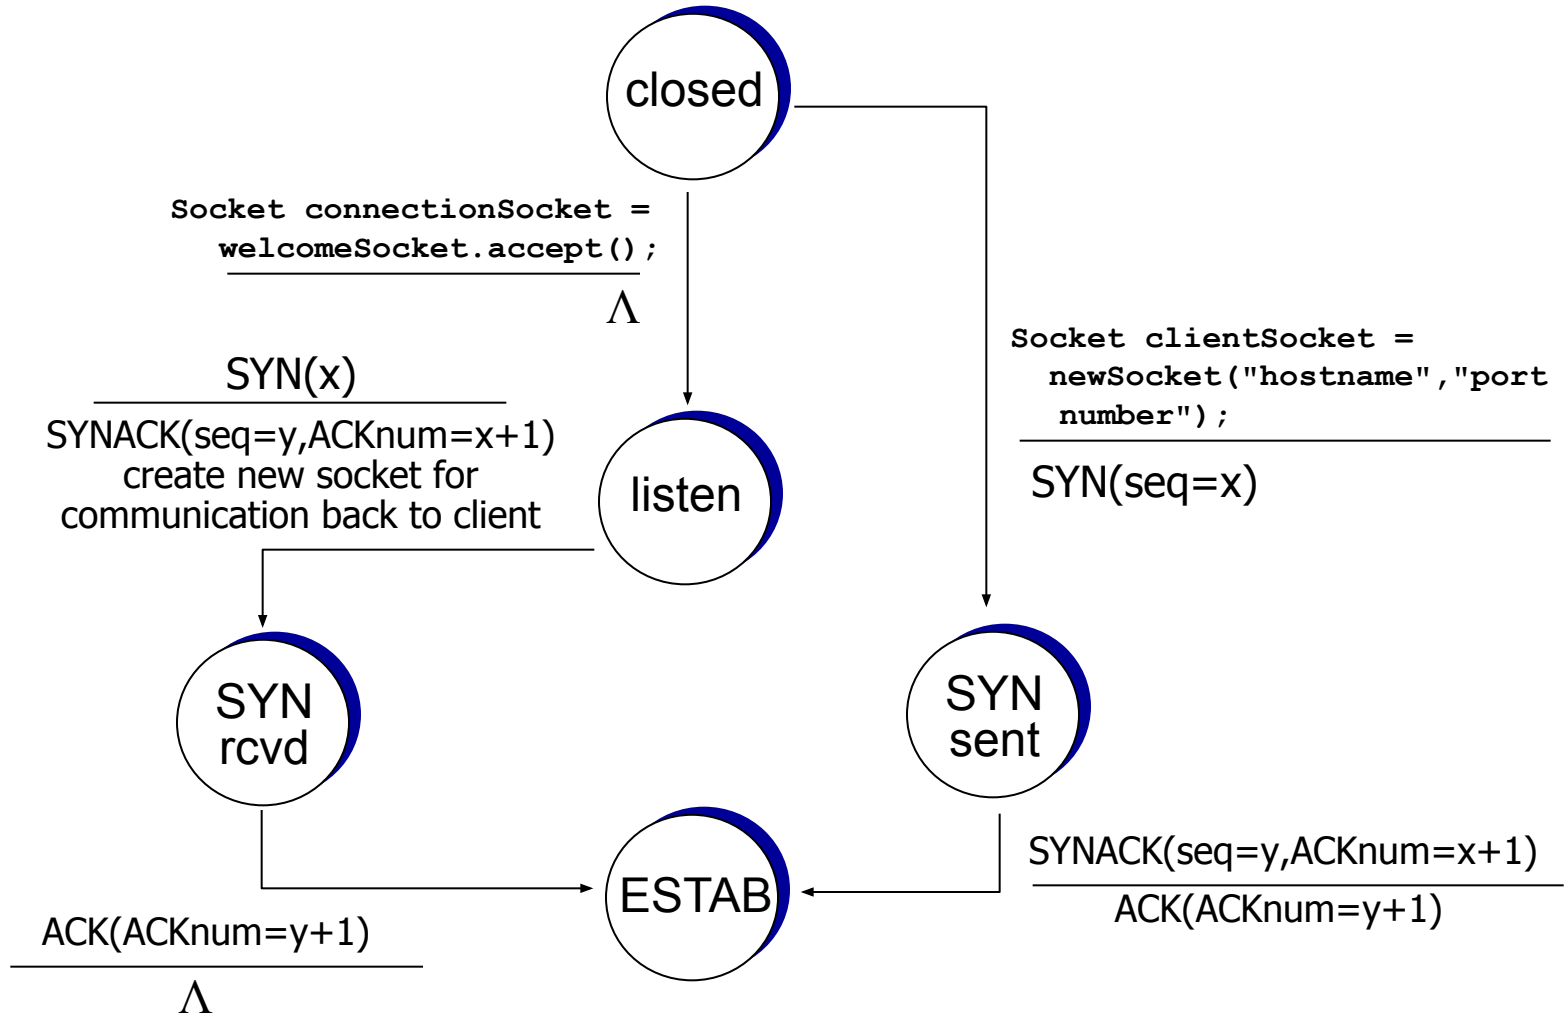 closed
Socket connectionSocket =
welcomeSocket.accept();
Λ
Socket clientSocket =
newSocket("hostname","port
number");
SYN(seq=x)
SYN(x)
SYNACK(seq=y,ACKnum=x+1)
create new socket for
communication back to client
listen
SYN
rcvd
SYN
sent
ESTAB
SYNACK(seq=y,ACKnum=x+1)
ACK(ACKnum=y+1)
ACK(ACKnum=y+1)
Λ